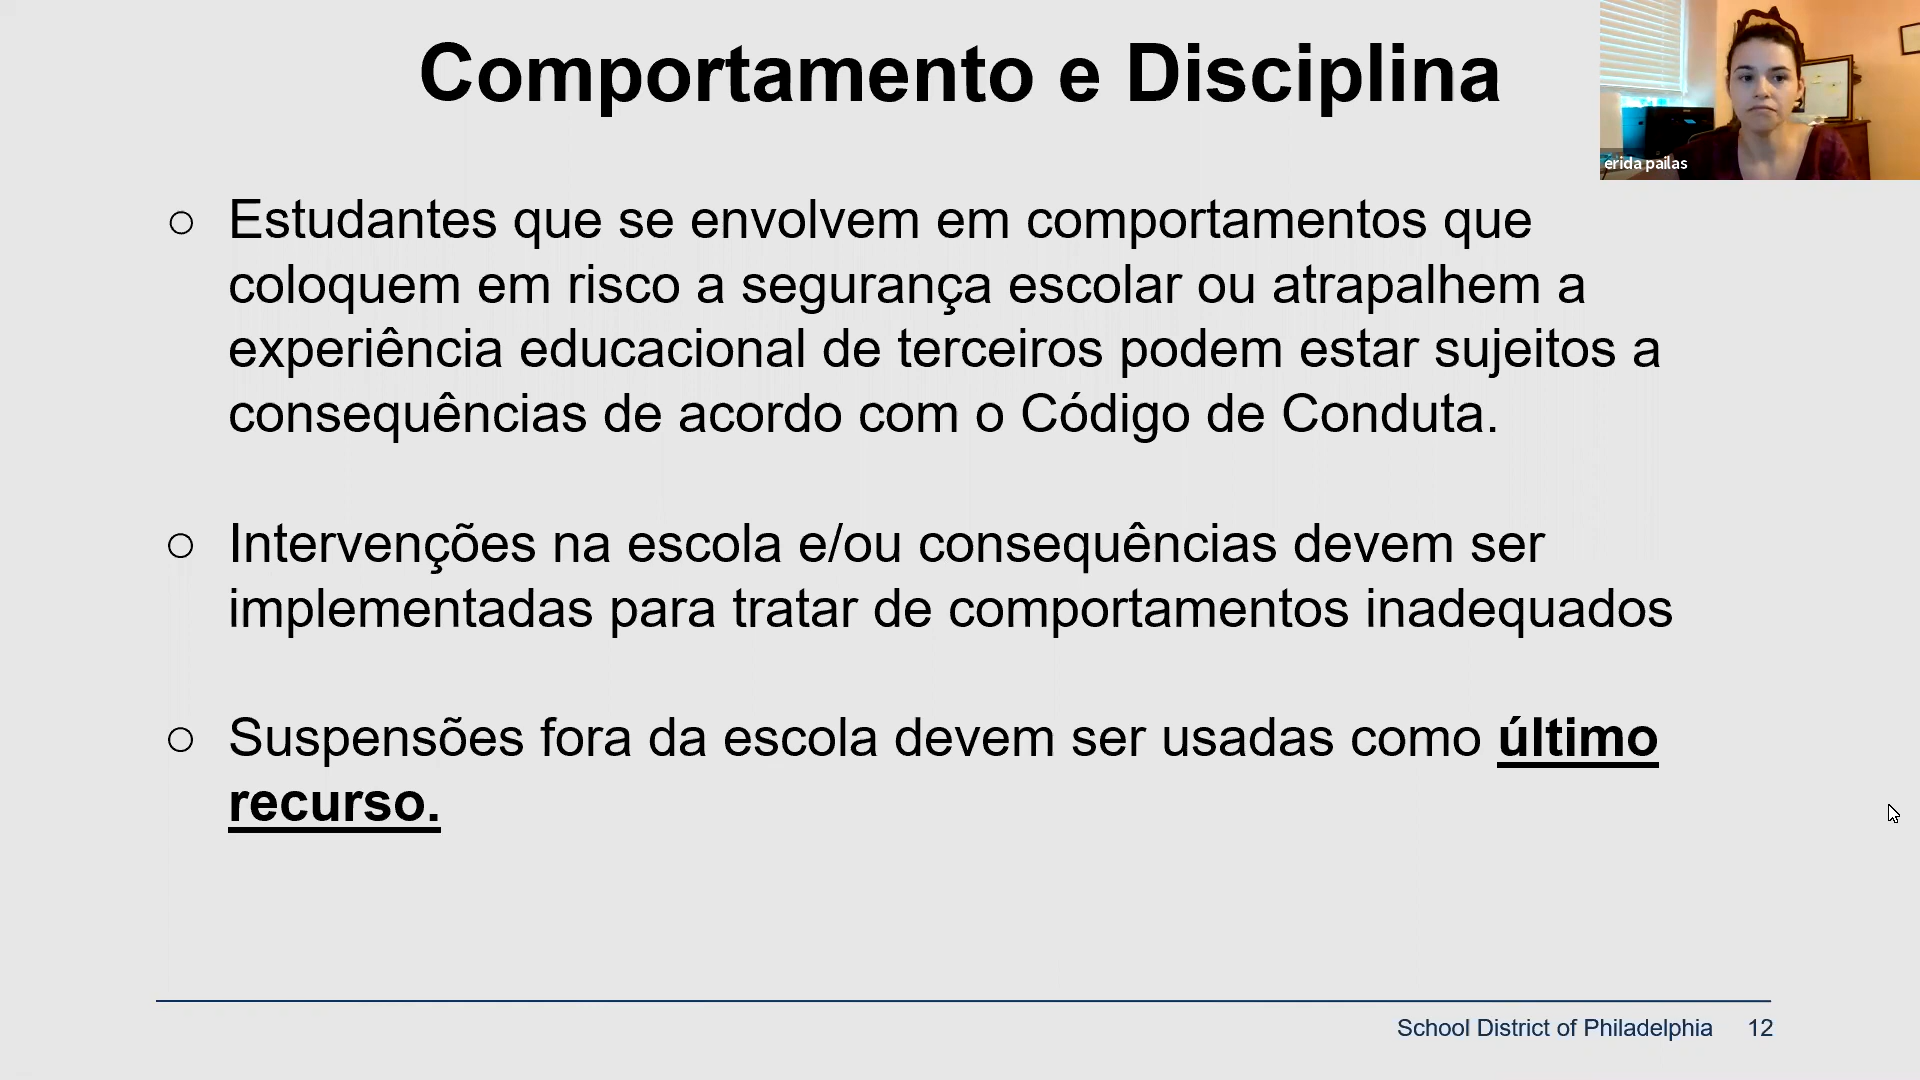 Comportamento e Disciplina
érida pailas
○ Estudantes que se envolvem em comportamentos que
coloquem em risco a segurança escolar ou atrapalhem a
experiência educacional de terceiros podem estar sujeitos a
consequências de acordo com o Código de Conduta.
○ Intervenções na escola e/ou consequências devem ser
implementadas para tratar de comportamentos inadequados
○ Suspensões fora da escola devem ser usadas como último
recurso.
School District of Philadelphia 12